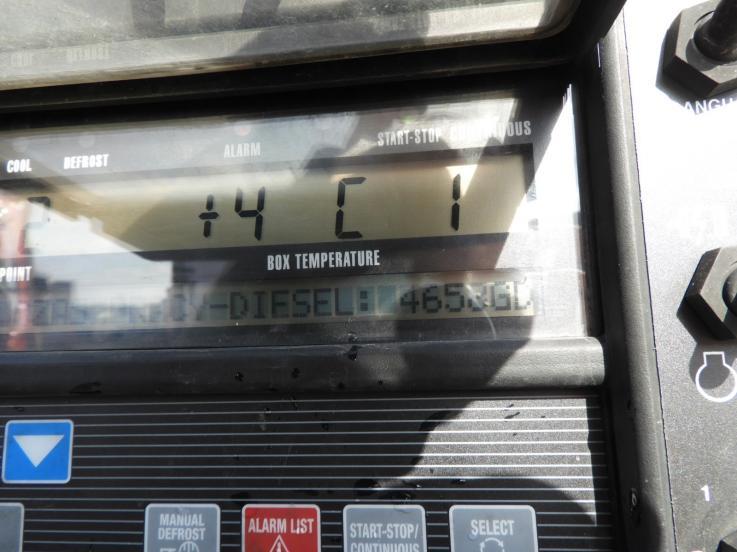 COOL DEFROST ALARM START-STOP CONTINUOUS
+4 C 1
BOX TEMPERATURE
-DIESEL:
MANUAL DEFROST
ALARM LIST
START-STOP/
CONTINUOUS
SELECT
1